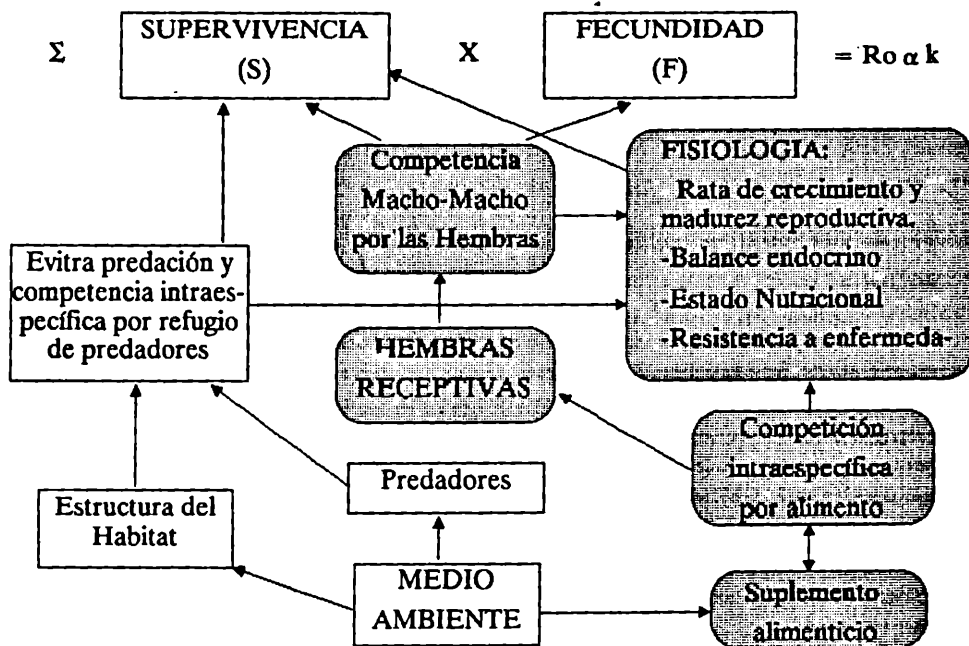 Σ SUPERVIVENCIA X FECUNDIDAD = Ro α k
(S) (F)
Competencia
Macho-Macho
por las Hembras
FISIOLOGIA:
Rata de crecimiento y
madurez reproductiva.
-Balance endocrino
-Estado Nutricional
-Resistencia a enfermeda-
Evitra predación y
competencia intraes-
pecífica por refugio
de predadores
HEMBRAS
RECEPTIVAS
Competición
intraespecífica
por alimento
Predadores
Estructura del
Habitat
MEDIO
AMBIENTE
Suplemento
alimenticio